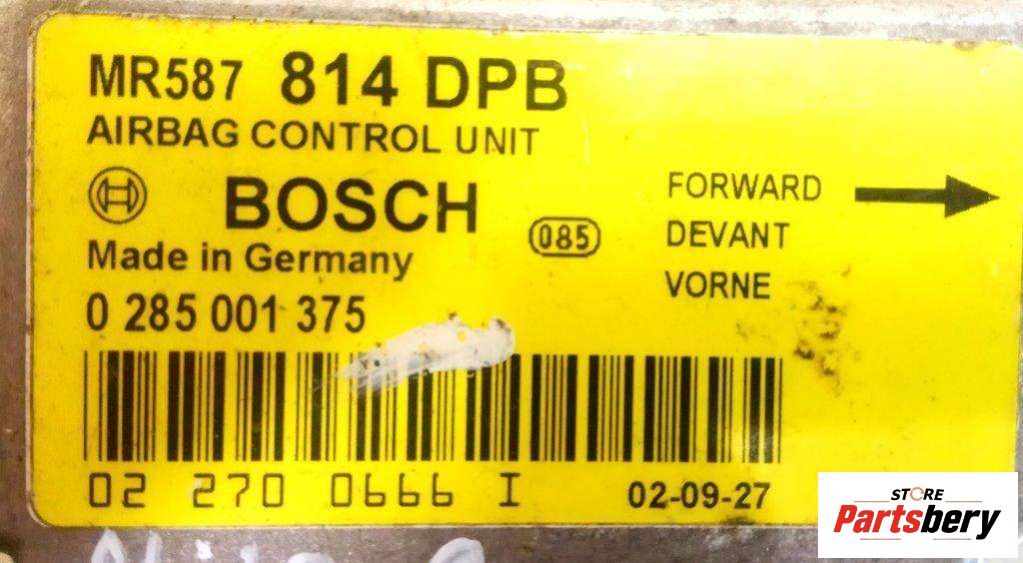 MR587 814 DPB
AIRBAG CONTROL UNIT
BOSCH
Made in Germany
085
0 285 001 375
FORWARD
DEVANT
VORNE
02 270 0666 I
02-09-27
STORE
Partsbery